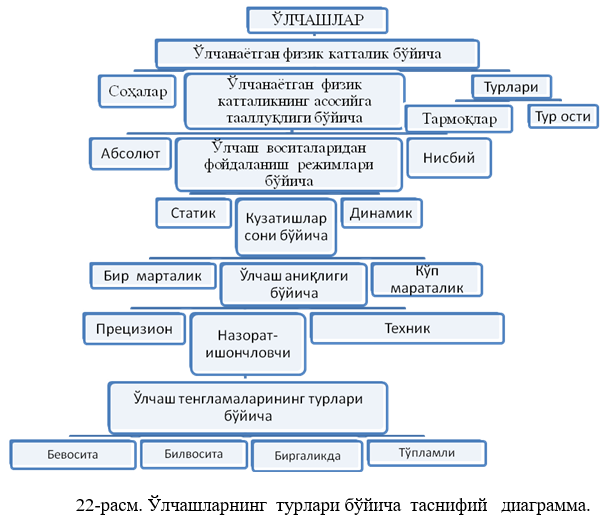 ЎЛЧАШЛАР
Ўлчанаётган физик катталик бўйича
Соҳалар
Ўлчанаётган физик
катталикнинг асосийга
тааллуқлиги бўйича
Турлари
Тармоқлар
Тур ости
Абсолют
Ўлчаш воситаларидан
фойдаланиш режимлари
бўйича
Нисбий
Статик
Кузатишлар
сони бўйича
Динамик
Бир марталик
Ўлчаш аниқлиги
бўйича
Кўп
мараталик
Прецизион
Назорат-
ишончловчи
Техник
Ўлчаш тенгламаларининг турлари
бўйича
Бевосита
Билвосита
Биргаликда
Тўпламли
22-расм. Ўлчашларнинг турлари бўйича таснифий диаграмма.